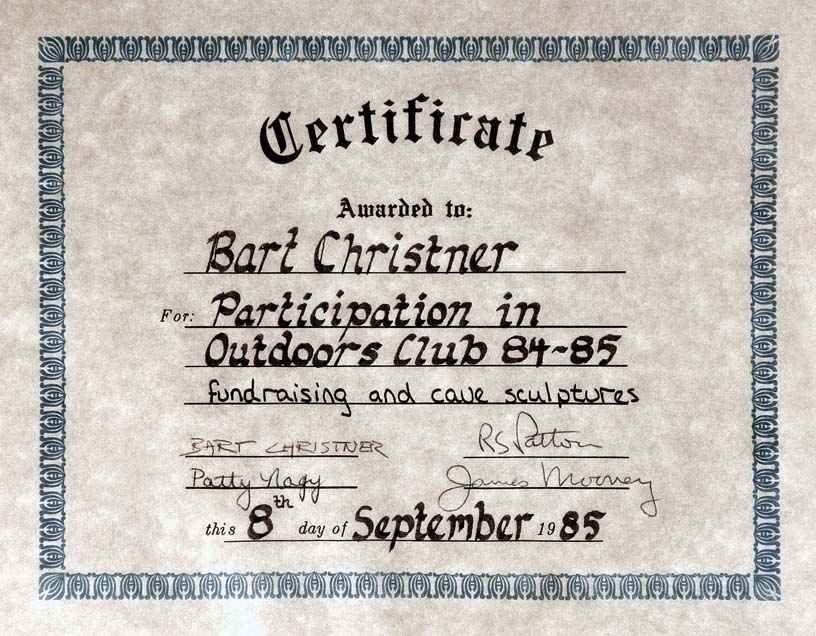 Certificate
Awarded to:
Bart Christner
For: Participation in
Outdoors Club 84-85
fundraising and cave sculptures
BART CHRISTNER RS Patton
Patty Nagy James Mooney
this 8th day of September 1985